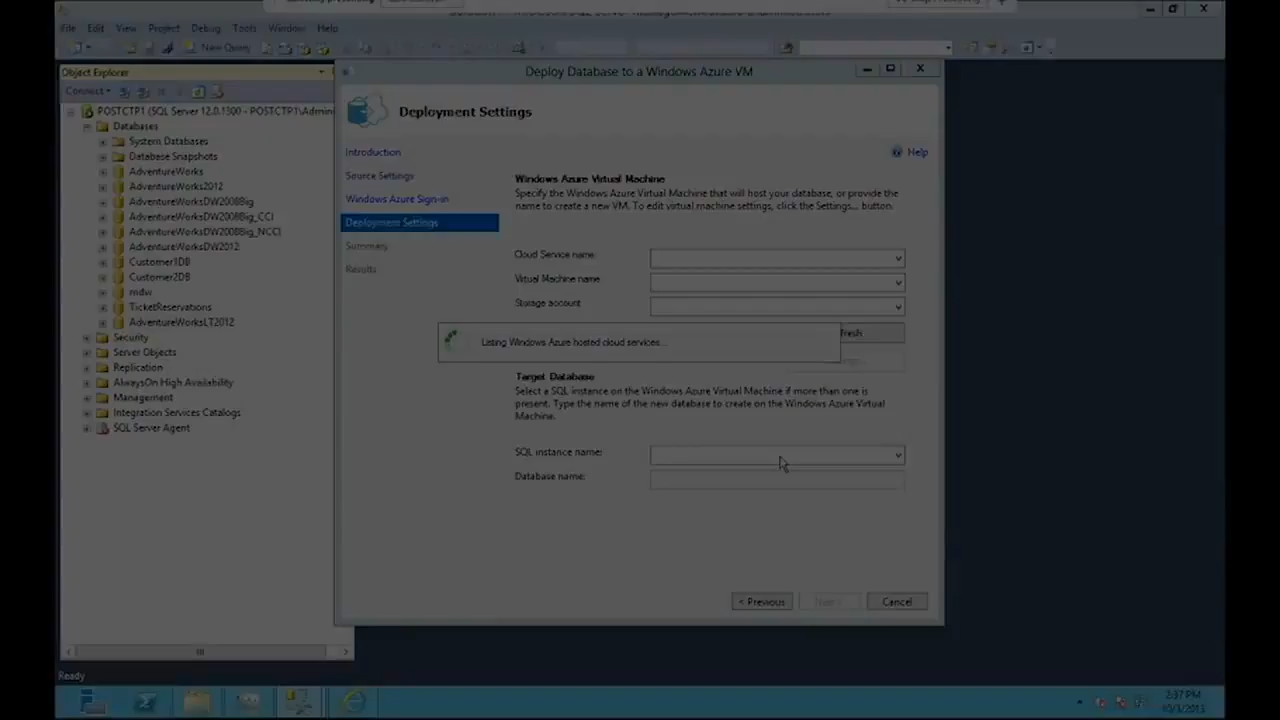 File Edit View Project Debug Tools Window Help
New Query
Object Explorer
Connect
POSTCTP1 (SQL Server 12.0.1300 - POSTCTP1\Admin
Databases
System Databases
Database Snapshots
AdventureWorks
AdventureWorks2012
AdventureWorksDW2008Big
AdventureWorksDW2008Big_CCI
AdventureWorksDW2008Big_NCCI
AdventureWorksDW2012
Customer1DB
Customer2DB
mdw
TicketReservations
AdventureWorksLT2012
Security
Server Objects
Replication
AlwaysOn High Availability
Management
Integration Services Catalogs
SQL Server Agent
Ready
Deploy Database to a Windows Azure VM
Deployment Settings
Introduction
Source Settings
Windows Azure Sign-in
Deployment Settings
Summary
Results
Help
Windows Azure Virtual Machine
Specify the Windows Azure Virtual Machine that will host your database, or provide the
name to create a new VM. To edit virtual machine settings, click the Settings... button.
Cloud Service name:
Virtual Machine name:
Storage account
Listing Windows Azure hosted cloud services...
Target Database
Select a SQL instance on the Windows Azure Virtual Machine if more than one is
present. Type the name of the new database to create on the Windows Azure Virtual
Machine.
SQL instance name:
Database name:
< Previous
Cancel
2:37 PM